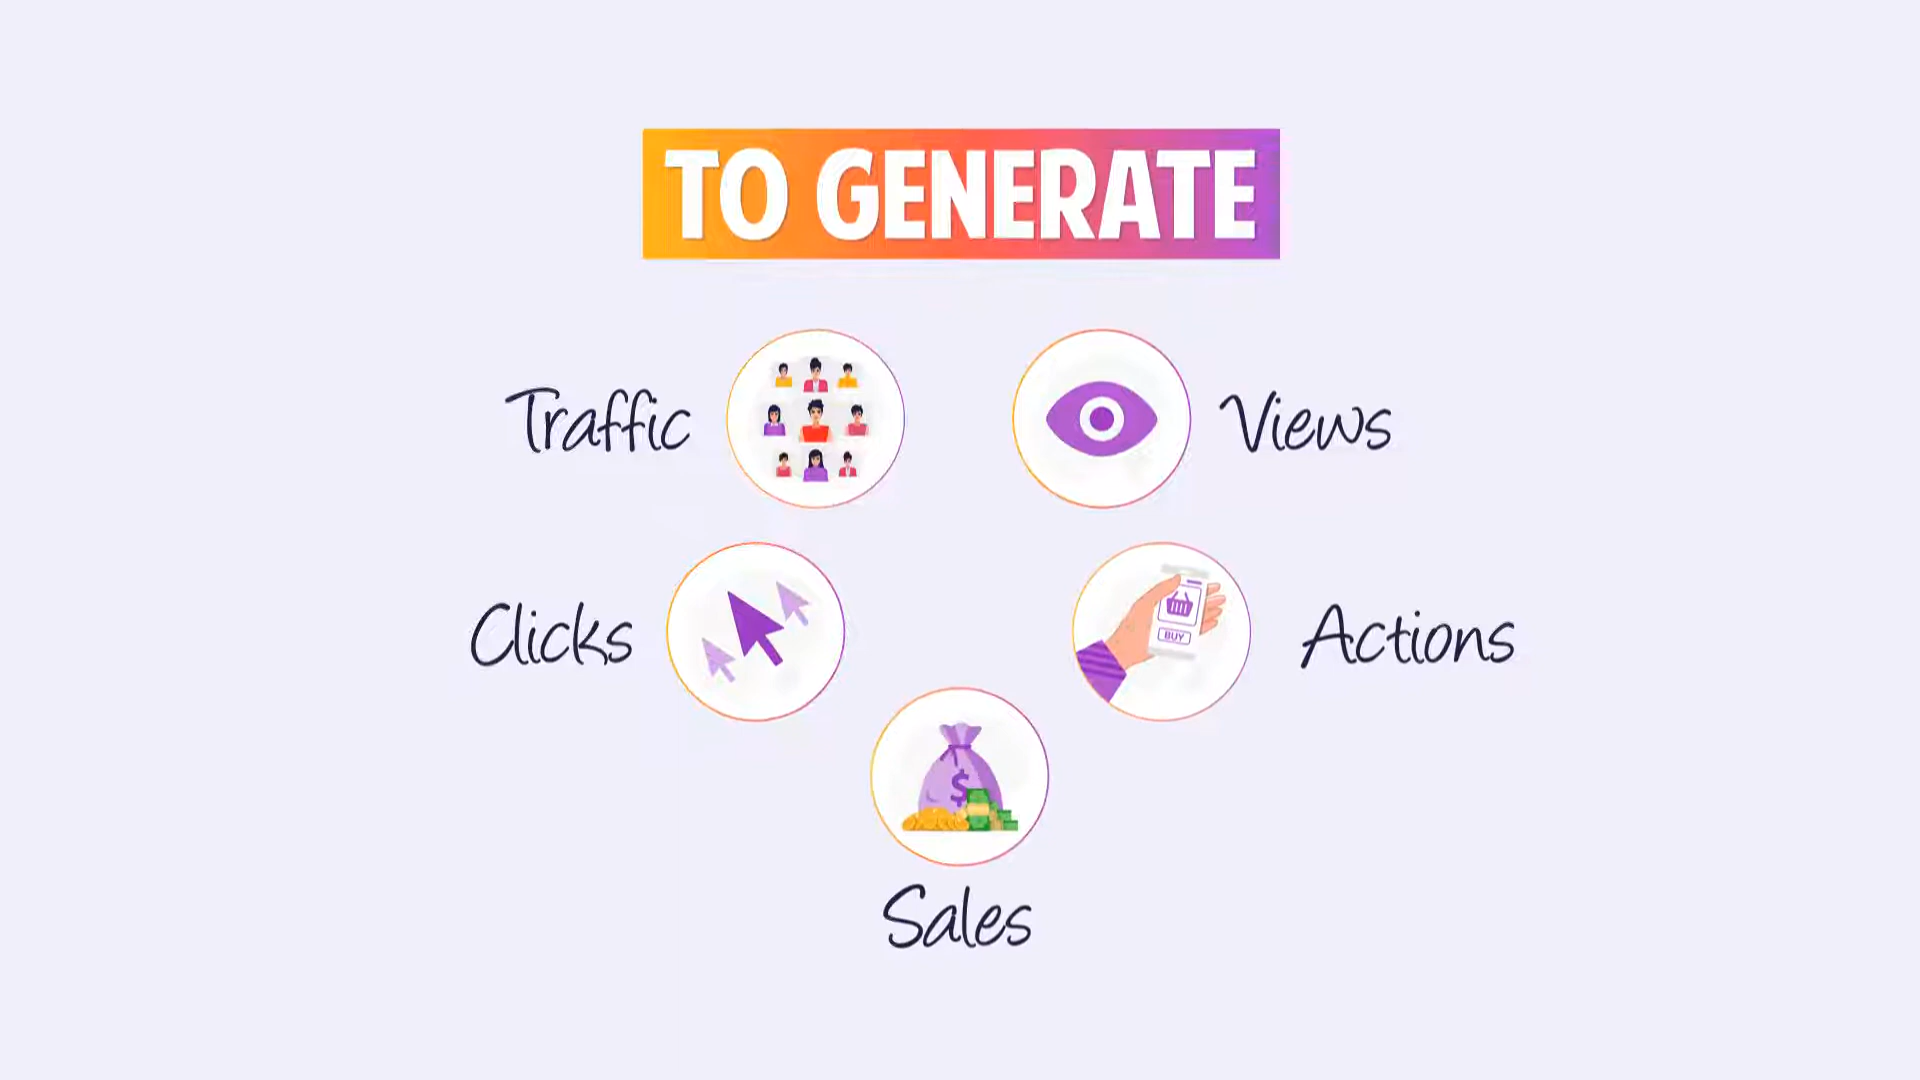 TO GENERATE
Traffic
Views
Clicks
BUY
Actions
$
Sales